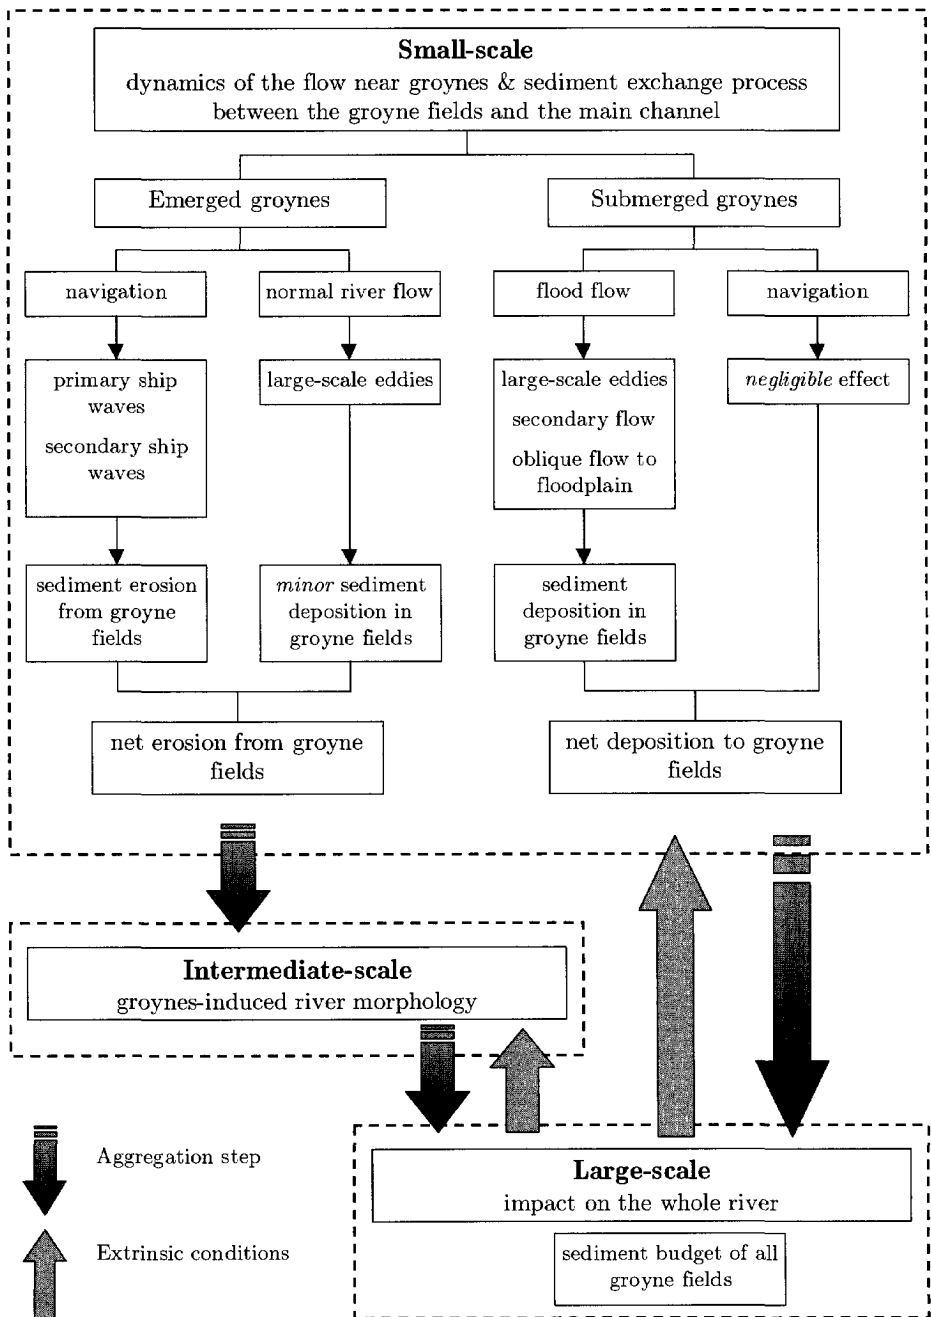 Small-scale
dynamics of the flow near groynes & sediment exchange process
between the groyne fields and the main channel
Emerged groynes
Submerged groynes
navigation
normal river flow
flood flow
navigation
primary ship
waves
secondary ship
waves
large-scale eddies
large-scale eddies
secondary flow
oblique flow to
floodplain
negligible effect
sediment erosion
from groyne
fields
minor sediment
deposition in
groyne fields
sediment
deposition in
groyne fields
net erosion from groyne
fields
net deposition to groyne
fields
Intermediate-scale
groynes-induced river morphology
Aggregation step
Extrinsic conditions
Large-scale
impact on the whole river
sediment budget of all
groyne fields